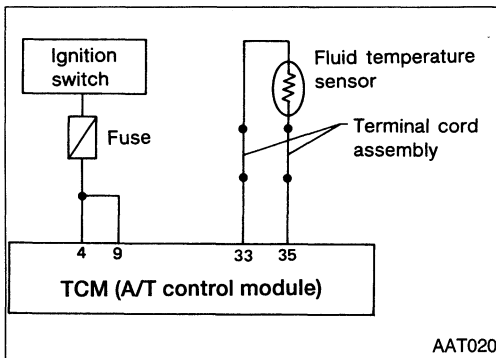 Ignition
switch
Fuse
Fluid temperature
sensor
Terminal cord
assembly
4 9 33 35
TCM (A/T control module)
AAT020